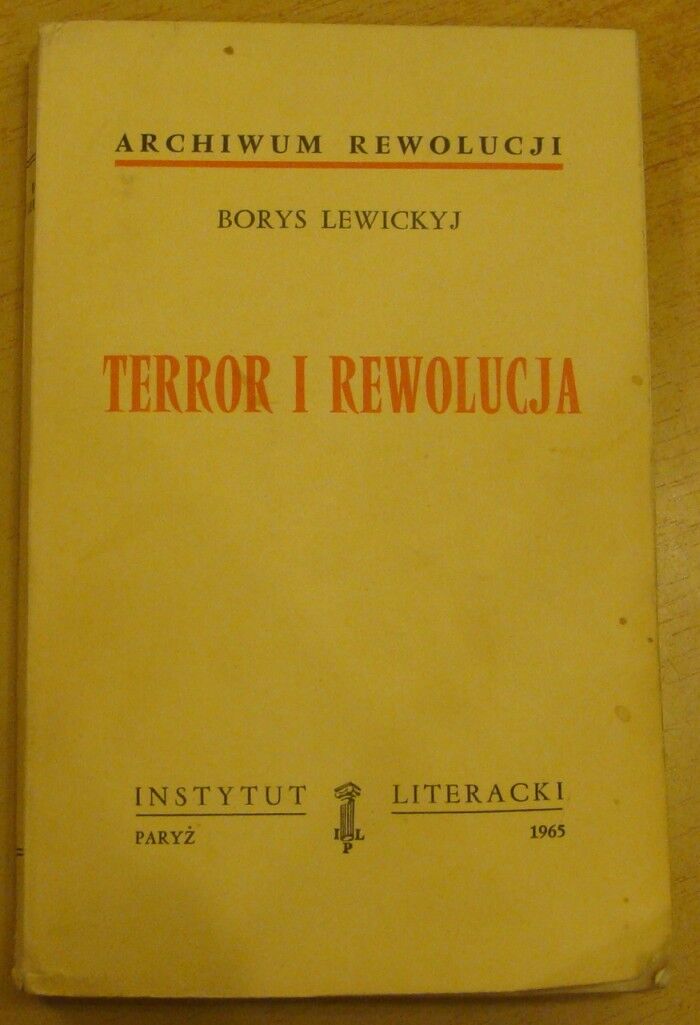 ARCHIWUM REWOLUCJI
BORYS LEWICKYJ
TERROR I REWOLUCJA
INSTYTUT LITERACKI
PARYŻ I L 1965
P